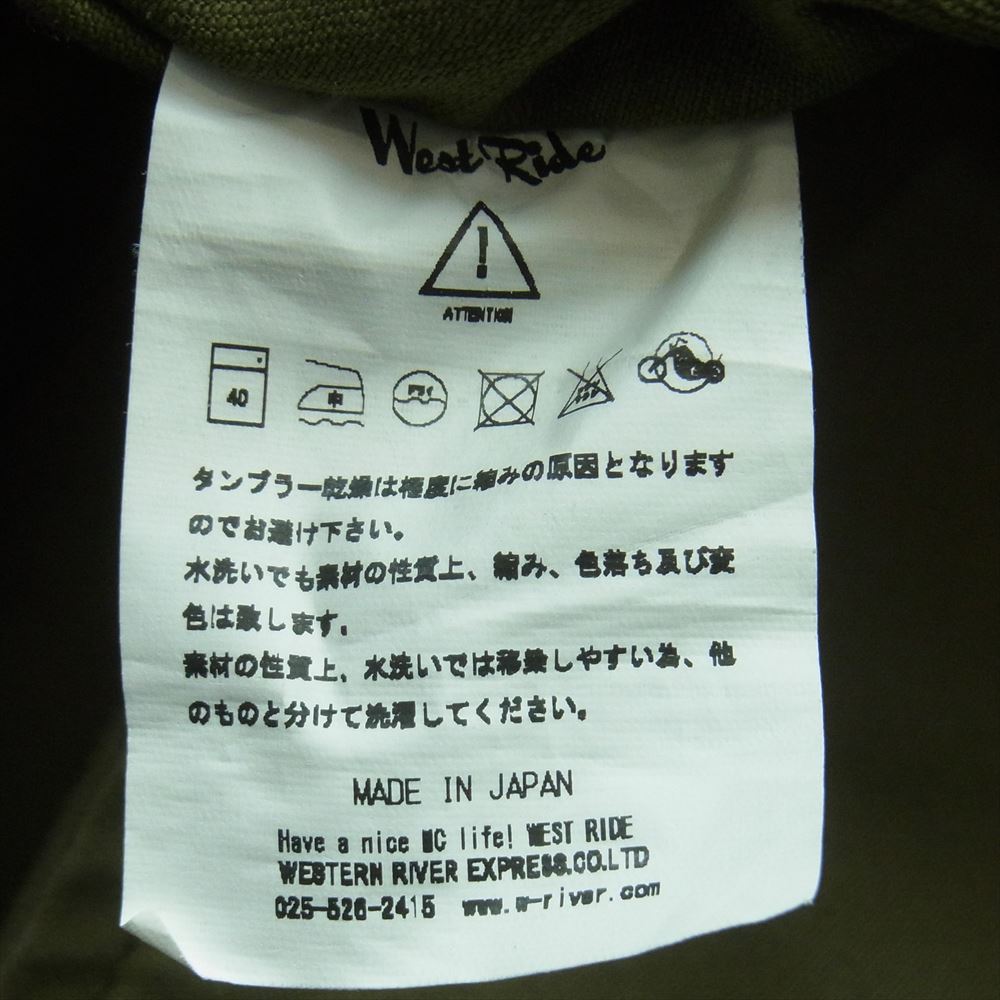 West Ride
ATTENTION
40 中 ドライ
タンブラー乾燥は極度に縮みの原因となります
のでお避け下さい。
水洗いでも素材の性質上、縮み、色落ち及び変
色は致します。
素材の性質上、水洗いでは移染しやすい為、他
のものと分けて洗濯してください。
MADE IN JAPAN
Have a nice MC life! WEST RIDE
WESTERN RIVER EXPRESS.CO.LTD
025-526-2415 www.w-river.com